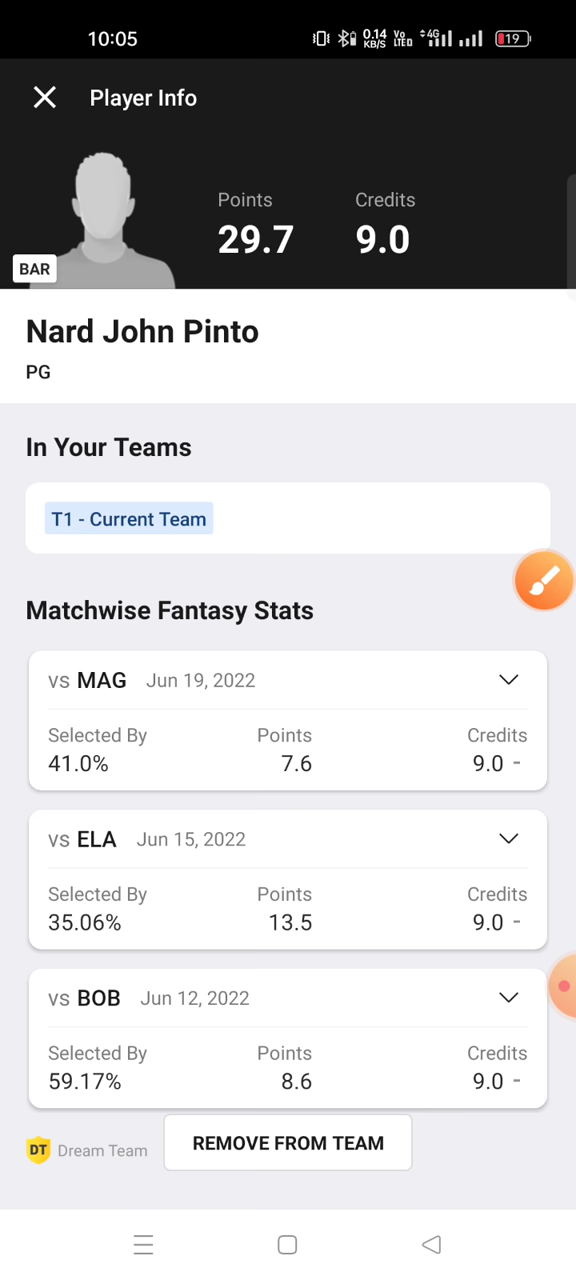 10:05
0.14 KB/S Vo LTED 4G 19
Player Info
Points Credits
29.7 9.0
BAR
Nard John Pinto
PG
In Your Teams
T1 - Current Team
Matchwise Fantasy Stats
vs MAG Jun 19, 2022
Selected By Points Credits
41.0% 7.6 9.0 -
vs ELA Jun 15, 2022
Selected By Points Credits
35.06% 13.5 9.0 -
vs BOB Jun 12, 2022
Selected By Points Credits
59.17% 8.6 9.0 -
DT Dream Team REMOVE FROM TEAM